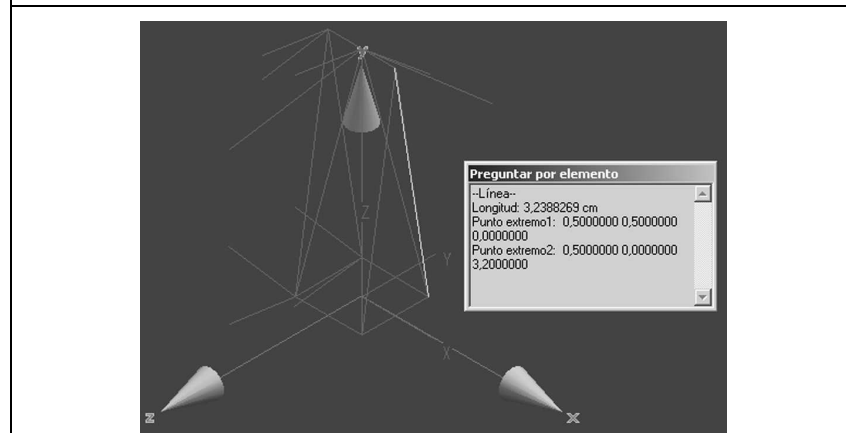 Y
Z
Y
X
Preguntar por elemento
--Línea--
Longitud: 3,2388269 cm
Punto extremo1: 0,5000000 0,5000000
0,0000000
Punto extremo2: 0,5000000 0,0000000
3,2000000
Z
X